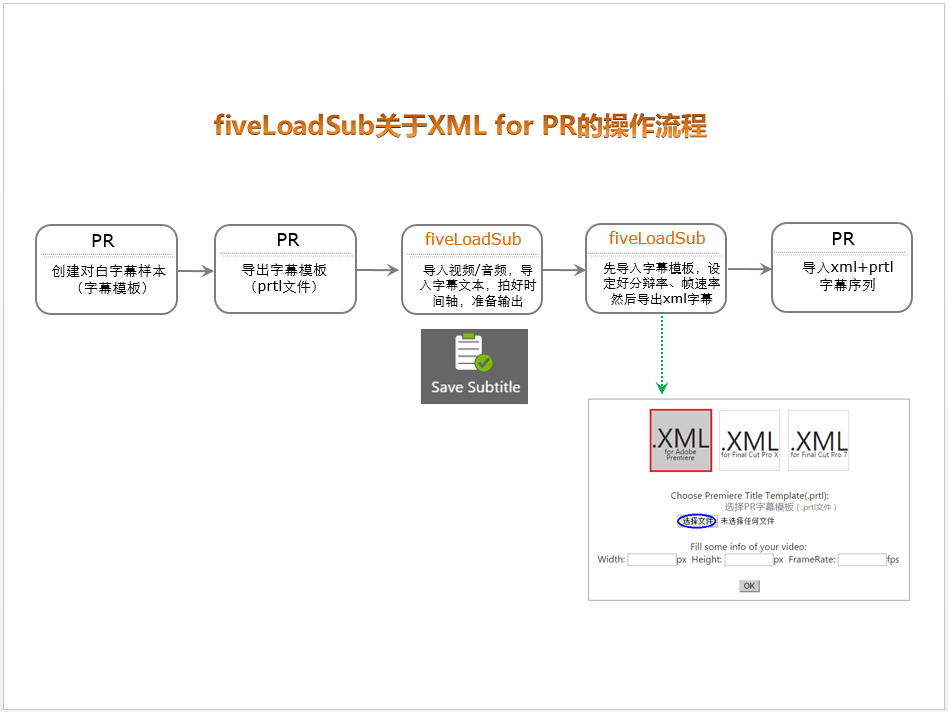 fiveLoadSub关于XML for PR的操作流程
PR
创建对白字幕样本
（字幕模板）
PR
导出字幕模板
（prtl文件）
fiveLoadSub
导入视频/音频，导
入字幕文本，拍好时
间轴，准备输出
fiveLoadSub
先导入字幕模板，设
定好分辩率、帧速率
然后导出xml字幕
PR
导入xml+prtl
字幕序列
Save Subtitle
.XML
for Adobe
Premiere
.XML
for Final Cut Pro X
.XML
for Final Cut Pro 7
Choose Premiere Title Template(.prtl):
选择PR字幕模板（.prtl文件）
选择文件 未选择任何文件
Fill some info of your video:
Width: px Height: px FrameRate: fps
OK